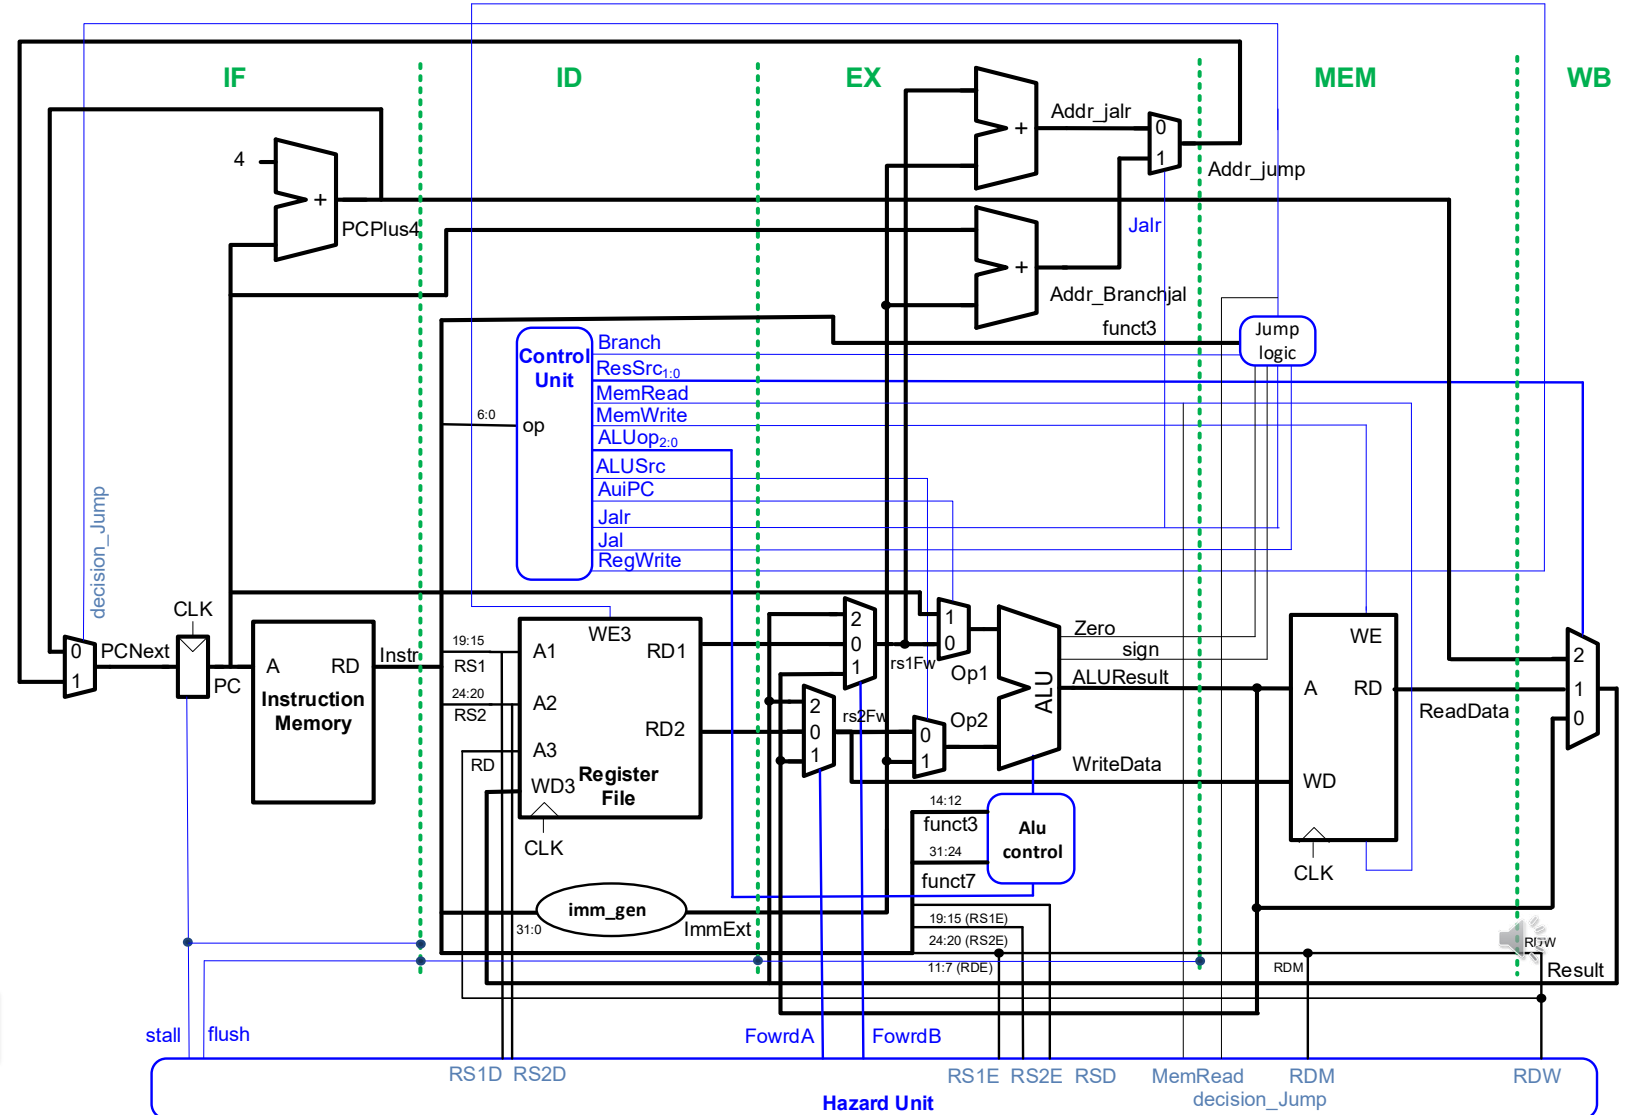 IF
ID
EX
MEM
WB
4
+
PCPlus4
+
Addr_jalr
0
1
Addr_jump
Jalr
+
Addr_Branchjal
funct3
Jump
logic
Control
Unit
op
6:0
Branch
ResSrc1:0
MemRead
MemWrite
ALUop2:0
ALUSrc
AuiPC
Jalr
Jal
RegWrite
decision_Jump
0
1
PCNext
CLK
PC
A
RD
Instruction
Memory
Instr
19:15
RS1
24:20
RS2
RD
WE3
A1
RD1
A2
RD2
A3
WD3
Register
File
CLK
2
0
1
rs1Fw
2
0
1
rs2Fw
1
0
Op1
0
1
Op2
ALU
Zero
sign
ALUResult
WriteData
WE
A
RD
WD
CLK
ReadData
2
1
0
14:12
funct3
31:24
funct7
Alu
control
imm_gen
31:0
ImmExt
19:15 (RS1E)
24:20 (RS2E)
11:7 (RDE)
RDM
RDW
Result
stall
flush
FowrdA
FowrdB
RS1D
RS2D
RS1E
RS2E
RSD
MemRead
RDM
RDW
decision_Jump
Hazard Unit